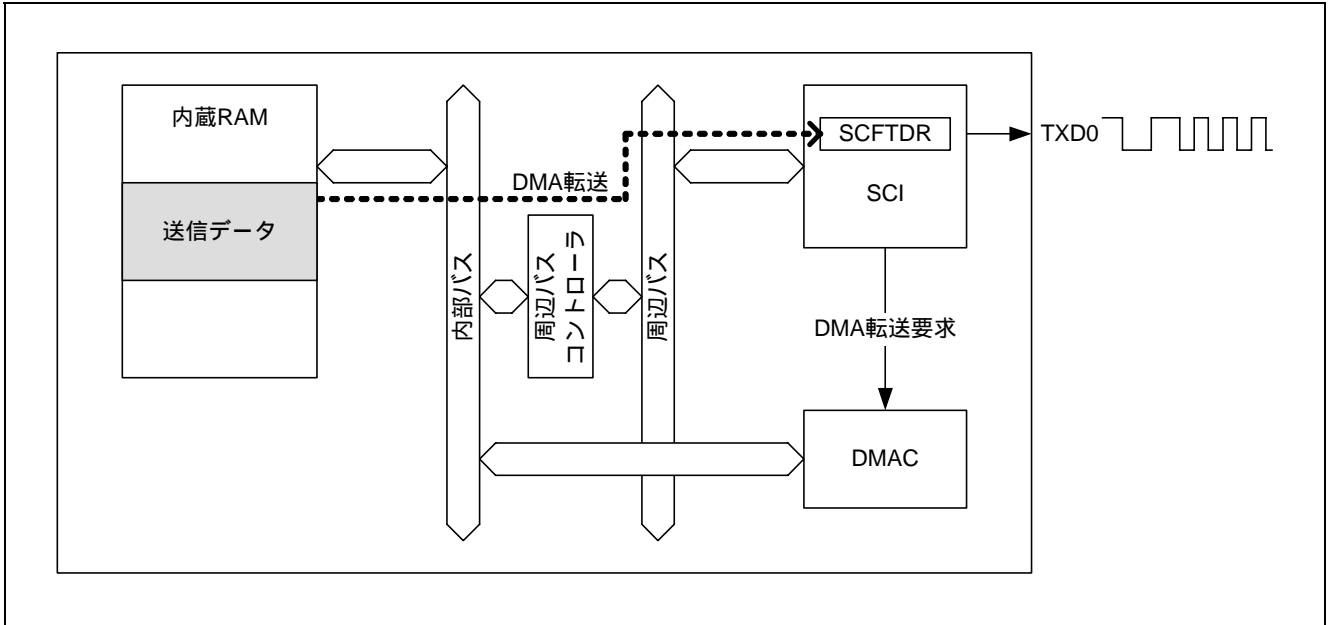 内蔵RAM
送信データ
DMA転送
内部バス
周辺バス
コントローラ
周辺バス
SCFTDR
SCI
TXD0
DMA転送要求
DMAC